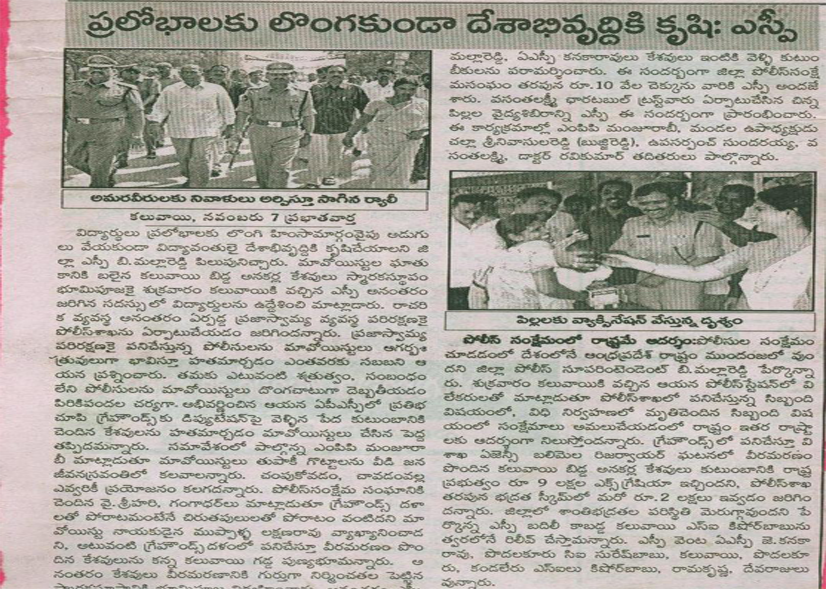 ప్రలోభాలకు లొంగకుండా దేశాభివృద్దికి కృషి: ఎస్పీ
అమరవీరులకు నివాళులు అర్పిస్తూ సాగిన ర్యాలీ
కలువాయి, నవంబరు 7 ప్రభాతవార్త
విద్యార్థులు ప్రలోభాలకు లొంగి హింసామార్గంవైపు అడుగు
లు వేయకుండా విద్యావంతులై దేశాభివృద్దికి కృషిచేయాలని జి
ల్లా ఎస్పీ బి.మల్లారెడ్డి పిలుపునిచ్చారు. మావోయిస్టుల ఘాతు
కానికి బలైన కలువాయి బిడ్డ అనకర్ల కేశవులు స్మారకస్థూపం
భూమిపూజకై శుక్రవారం కలువాయికి వచ్చిన ఎస్పీ అనంతరం
జరిగిన సదస్సులో విద్యార్థులను ఉద్దేశించి మాట్లాడారు. రాచరి
క వ్యవస్థ అనంతరం ఏర్పడ్డ ప్రజాస్వామ్య వ్యవస్థ పరిరక్షణకై
పోలీస్‌శాఖను ఏర్పాటుచేయడం జరిగిందన్నారు. ప్రజాస్వామ్య
పరిరక్షణకై పనిచేస్తున్న పోలీసులను మావోయిస్టులు ఆగర్భశ
త్రువులుగా భావిస్తూ హతమార్చడం ఎంతవరకు సబబని ఆ
యన ప్రశ్నించారు. తమకు ఎటువంటి శత్రుత్వం, సంబంధం
లేని పోలీసులను మావోయిస్టులు దొంగచాటుగా దెబ్బతీయడం
పిరికిపందల చర్యగా. అభివర్ణించిన ఆయన ఏపీఎస్పీలో ప్రతిభ
చూపి గ్రేహౌండ్స్‌కు డిప్యుటేషన్‌పై వెళ్ళిన పేద కుటుంబానికి
చెందిన కేశవులను హతమార్చడం మావోయిస్టులు చేసిన పెద్ద
తప్పిదమన్నారు. సమావేశంలో పాల్గొన్న ఎంపిపి మంజూరా
బీ మాట్లాడుతూ మావోయిస్టులు తుపాకీ గొట్టాలను వీడి జన
జీవనస్రవంతిలో కలవాలన్నారు. చంపుకోవడం, చావడంవల్ల
ఎవ్వరికీ ప్రయోజనం కలగదన్నారు. పోలీస్‌సంక్షేమ సంఘానికి
చెందిన వై. శ్రీహరి, గంగాధర్‌లు మాట్లాడుతూ గ్రేహౌండ్స్ దళా
లతో పోరాటమంటేనే చిరుతపులులతో పోరాటం వంటిదని మా
వోయిస్టు నాయకుడైన ముప్పాళ్ళ లక్షణరావు వ్యాఖ్యానించాడ
ని, అటువంటి గ్రేహౌండ్స్‌దళంలో పనిచేస్తూ వీరమరణం పొం
దిన కేశవులును కన్న కలువాయి గడ్డ పుణ్యభూమన్నారు. ఆ
నంతరం కేశవులు వీరమరణానికి గుర్తుగా నిర్మించతల పెట్టిన
మల్లారెడ్డి, ఏఎస్పీ కనకారావులు కేశవులు ఇంటికి వెళ్ళి కుటుం
బీకులను పరామర్శించారు. ఈ సందర్భంగా జిల్లా పోలీస్‌సంక్షే
మసంఘం తరపున రూ.10 వేల చెక్కును వారికి ఎస్పీ అందజే
శారు. వసంతలక్ష్మీ ఛారటబుల్ ట్రస్ట్‌వారు ఏర్పాటుచేసిన చిన్న
పిల్లల వైద్యశిబిరాన్ని ఎస్పీ ఈ సందర్భంగా ప్రారంభించారు.
ఈ కార్యక్రమాల్లో ఎంపిపి మంజూరాబీ, మండల ఉపాధ్యక్షుడు
చల్లా శ్రీనివాసులరెడ్డి (బుజ్జిరెడ్డి), ఉపసర్పంచ్ సుందరయ్య, వ
సంతలక్ష్మి, డాక్టర్ రవికుమార్ తదితరులు పాల్గొన్నారు.
పిల్లలకు వ్యాక్సినేషన్ వేస్తున్న దృశ్యం
పోలీస్ సంక్షేమంలో రాష్ట్రమే ఆదర్శం:పోలీసుల సంక్షేమం
చూడడంలో దేశంలోనే ఆంధ్రప్రదేశ్ రాష్ట్రం ముందంజలో వుం
దని జిల్లా పోలీస్ సూపరింటెండెంట్ బి.మల్లారెడ్డి పేర్కొన్నా
రు. శుక్రవారం కలువాయికి వచ్చిన ఆయన పోలీస్‌స్టేషన్‌లో వి
లేకరులతో మాట్లాడుతూ పోలీస్‌శాఖలో పనిచేస్తున్న సిబ్బంది
విషయంలో, విధి నిర్వహణలో మృతిచెందిన సిబ్బంది విష
యంలో సంక్షేమాలు అమలుచేయడంలో రాష్ట్రం ఇతర రాష్ట్రా
లకు ఆదర్శంగా నిలుస్తోందన్నారు. గ్రేహౌండ్స్‌లో పనిచేస్తూ వి
శాఖ ఏజెన్సీ బలిమెల రిజర్వాయర్ ఘటనలో వీరమరణం
పొందిన కలువాయి బిడ్డ అనకర్ల కేశవులు కుటుంబానికి రాష్ట్ర
ప్రభుత్వం రూ 9 లక్షల ఎక్స్‌గ్రేషియా ఇచ్చిందని, పోలీస్‌శాఖ
తరపున భద్రత స్కీమ్‌లో మరో రూ.2 లక్షలు ఇవ్వడం జరిగిం
దన్నారు. జిల్లాలో శాంతిభద్రతల పరిస్థితి మెరుగ్గావుందని పే
ర్కొన్న ఎస్పీ బదిలీ కాబడ్డ కలువాయి ఎస్ఐ కిషోర్‌బాబును
త్వరలోనే రిలీవ్ చేస్తామన్నారు. ఎస్పీ వెంట ఏఎస్పీ జె.కనకా
రావు, పొదలకూరు సిఐ సురేష్‌బాబు, కలువాయి, పొదలకూ
రు, కండలేరు ఎస్ఐలు కిషోర్‌బాబు, రామకృష్ణ, దేవరాజులు
వున్నారు.